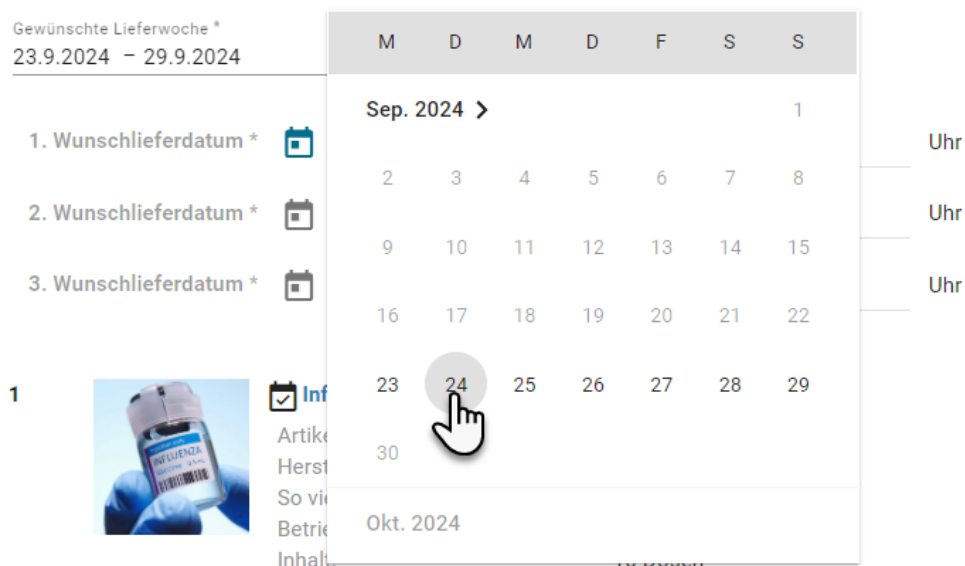 Gewünschte Lieferwoche *
23.9.2024 – 29.9.2024
M D M D F S S
Sep. 2024
1
1. Wunschlieferdatum *
Uhr
2 3 4 5 6 7 8
2. Wunschlieferdatum *
Uhr
9 10 11 12 13 14 15
3. Wunschlieferdatum *
Uhr
16 17 18 19 20 21 22
23 24 25 26 27 28 29
30
Okt. 2024
1
INFLUENZA
Inf
Artike
Herst
So vie
Betrie
Inhalt